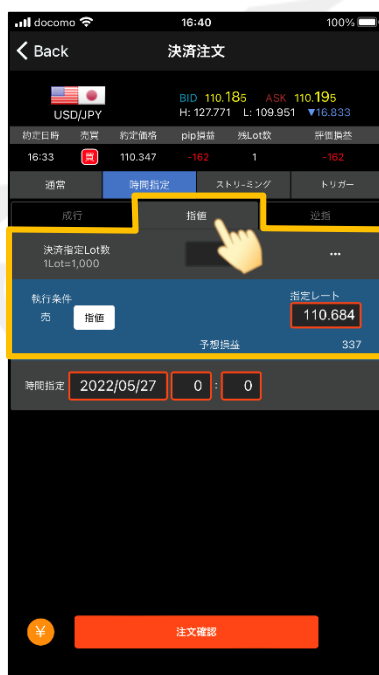 docomo 16:40 100%
Back 決済注文
USD/JPY
BID 110.185 ASK 110.195
H: 127.771 L: 109.951 ▼16.833
約定日時 売買 約定価格 pip損益 残Lot数 評価損益
16:33 買 110.347 -162 1 -162
通常 時間指定 ストリーミング トリガー
成行 指値 逆指
決済指定Lot数
1Lot=1,000
...
執行条件 指定レート
売 指値 110.684
予想損益 337
時間指定 2022/05/27 0 : 0
¥ 注文確認